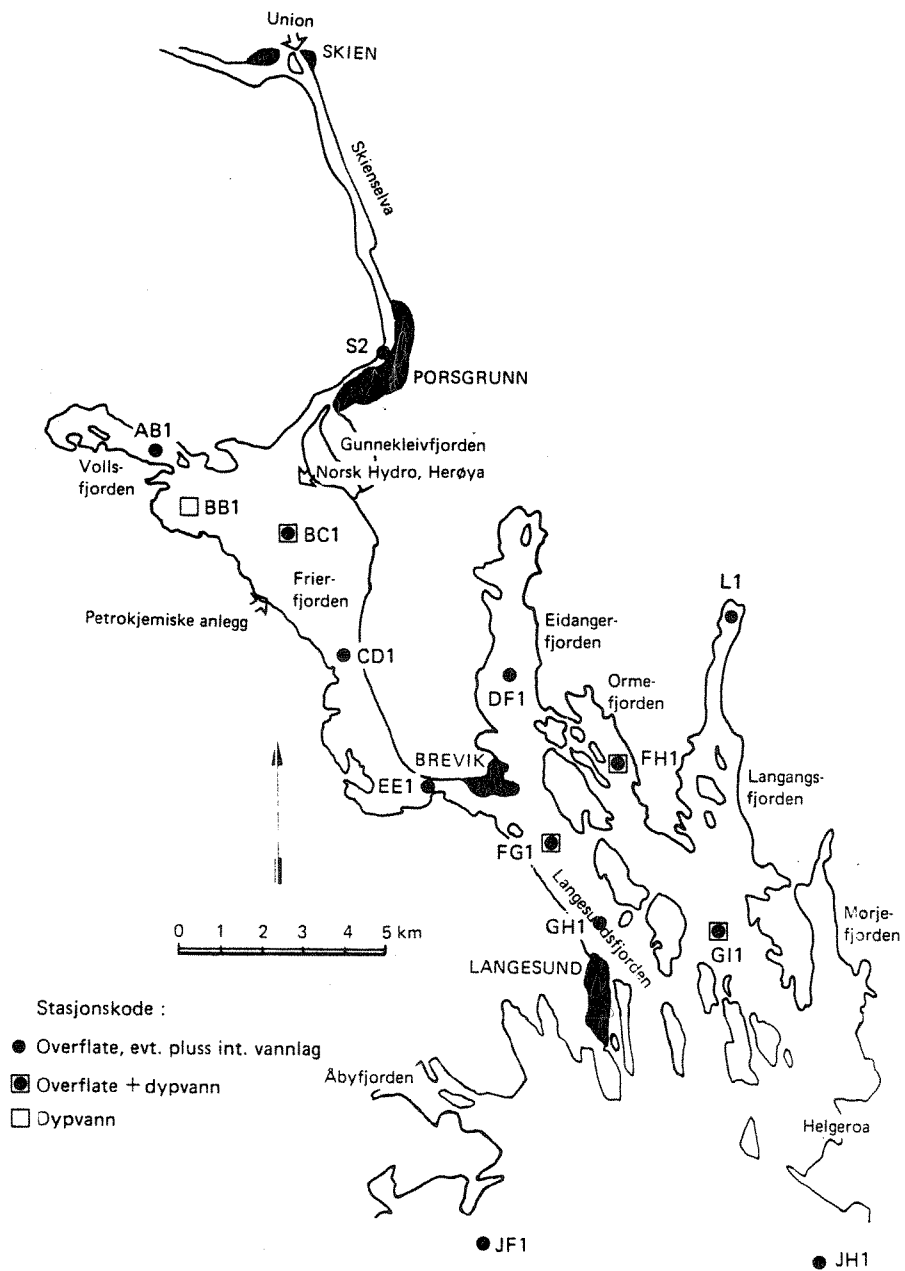 Union
SKIEN
Skienselva
S2
PORSGRUNN
AB1
Gunnekleivfjorden
Volls-
fjorden
Norsk Hydro, Herøya
BB1
BC1
Frier-
fjorden
L1
Petrokjemiske anlegg
Eidanger-
fjorden
CD1
Orme-
fjorden
DF1
BREVIK
FH1
EE1
Langangs-
fjorden
FG1
Langesundsfjorden
GH1
Mørje-
fjorden
GI1
0 1 2 3 4 5 km
LANGESUND
Stasjonskode :
Overflate, evt. pluss int. vannlag
Overflate + dypvann
Dypvann
Åbyfjorden
Helgeroa
JF1
JH1